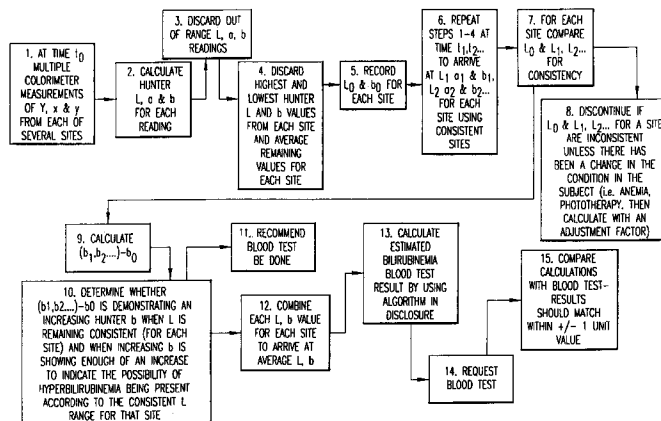 1. AT TIME t0
MULTIPLE
COLORIMETER
MEASUREMENTS
OF Y, x & y
FROM EACH OF
SEVERAL SITES
2. CALCULATE
HUNTER
L, a & b
FOR EACH
READING
3. DISCARD OUT
OF RANGE L, a, b
READINGS
4. DISCARD
HIGHEST AND
LOWEST HUNTER
L AND b VALUES
FROM EACH SITE
AND AVERAGE
REMAINING
VALUES FOR
EACH SITE
5. RECORD
L0 & b0 FOR
EACH SITE
6. REPEAT
STEPS 1-4 AT
TIME t1,t2...
TO ARRIVE
AT L1 a1 & b1,
L2 a2 & b2...
FOR EACH
SITE USING
CONSISTENT
SITES
7. FOR EACH
SITE COMPARE
L0 & L1, L2...
FOR
CONSISTENCY
8. DISCONTINUE IF
L0 & L1, L2... FOR A SITE
ARE INCONSISTENT
UNLESS THERE HAS
BEEN A CHANGE IN THE
CONDITION IN THE
SUBJECT (i.e. ANEMIA,
PHOTOTHERAPY, THEN
CALCULATE WITH AN
ADJUSTMENT FACTOR)
9. CALCULATE
(b1,b2....)-b0
10. DETERMINE WHETHER
(b1,b2....)-b0 IS DEMONSTRATING AN
INCREASING HUNTER b WHEN L IS
REMAINING CONSISTENT (FOR EACH
SITE) AND WHEN INCREASING b IS
SHOWING ENOUGH OF AN INCREASE
TO INDICATE THE POSSIBILITY OF
HYPERBILIRUBINEMIA BEING PRESENT
ACCORDING TO THE CONSISTENT L
RANGE FOR THAT SITE
11. RECOMMEND
BLOOD TEST
BE DONE
12. COMBINE
EACH L, b VALUE
FOR EACH SITE
TO ARRIVE AT
AVERAGE L, b
13. CALCULATE
ESTIMATED
BILIRUBINEMIA
BLOOD TEST
RESULT BY USING
ALGORITHM IN
DISCLOSURE
14. REQUEST
BLOOD TEST
15. COMPARE
CALCULATIONS
WITH BLOOD TEST-
RESULTS
SHOULD MATCH
WITHIN +/- 1 UNIT
VALUE